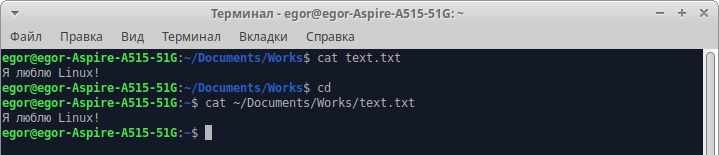 Терминал - egor@egor-Aspire-A515-51G: ~
Файл Правка Вид Терминал Вкладки Справка
egor@egor-Aspire-A515-51G:~/Documents/Works$ cat text.txt
Я люблю Linux!
egor@egor-Aspire-A515-51G:~/Documents/Works$ cd
egor@egor-Aspire-A515-51G:~$ cat ~/Documents/Works/text.txt
Я люблю Linux!
egor@egor-Aspire-A515-51G:~$